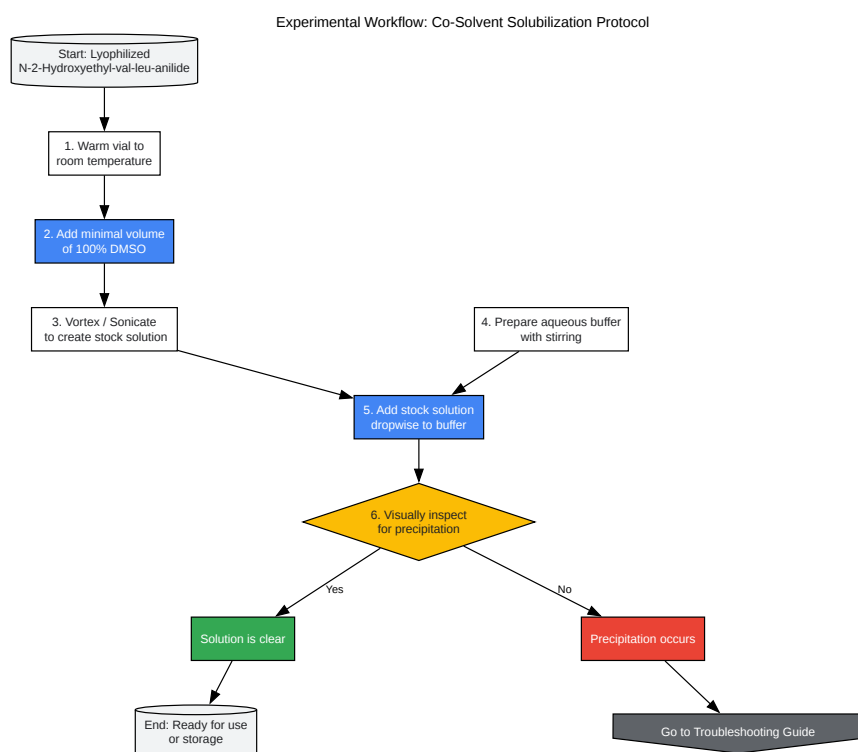 Experimental Workflow: Co-Solvent Solubilization Protocol
Start: Lyophilized
N-2-Hydroxyethyl-val-leu-anilide
1. Warm vial to
room temperature
2. Add minimal volume
of 100% DMSO
3. Vortex / Sonicate
to create stock solution
4. Prepare aqueous buffer
with stirring
5. Add stock solution
dropwise to buffer
6. Visually inspect
for precipitation
Yes
No
Solution is clear
Precipitation occurs
End: Ready for use
or storage
Go to Troubleshooting Guide